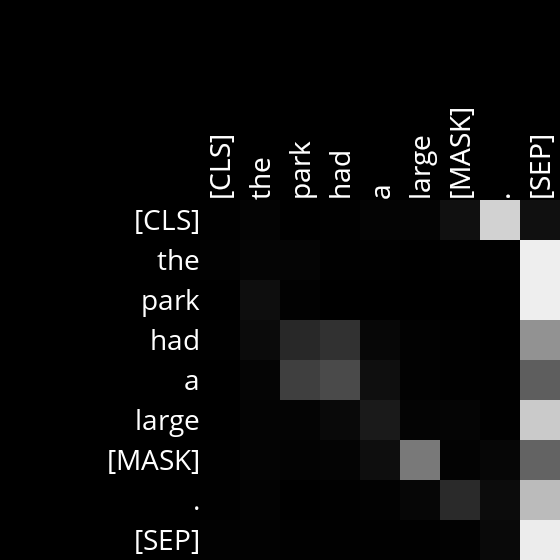 [CLS] the park had a large [MASK] . [SEP]
[CLS]
the
park
had
a
large
[MASK]
.
[SEP]